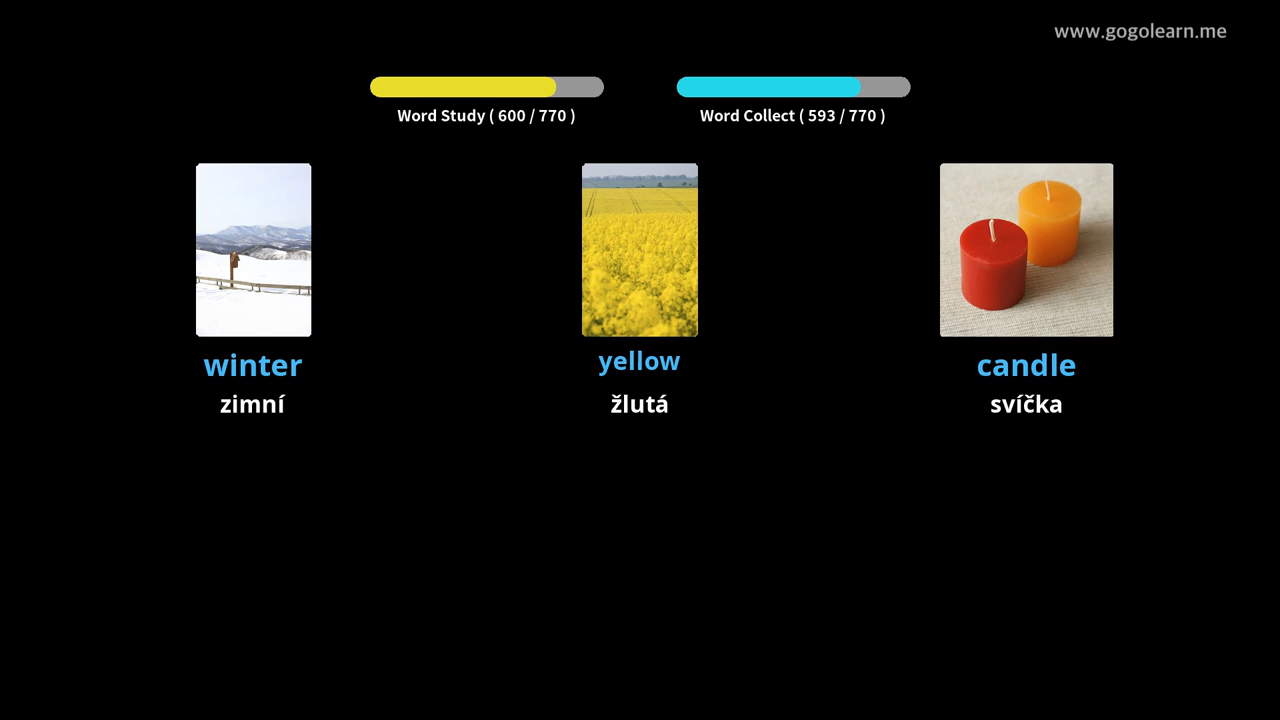 www.gogolearn.me
Word Study ( 600 / 770 )
Word Collect ( 593 / 770 )
winter
yellow
candle
zimní
žlutá
svíčka